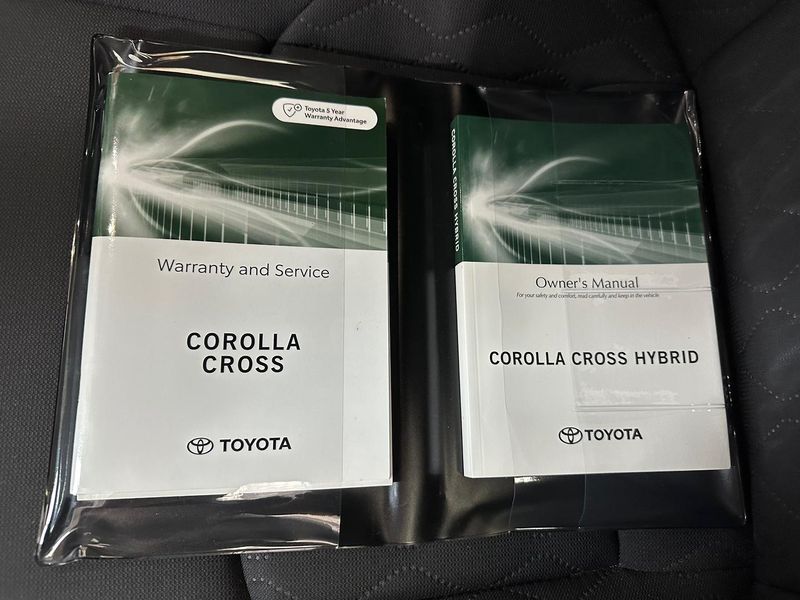 Toyota 5 Year
Warranty Advantage
Warranty and Service
COROLLA
CROSS
TOYOTA
COROLLA CROSS HYBRID
Owner's Manual
For your safety and comfort, read carefully and keep in the vehicle.
COROLLA CROSS HYBRID
TOYOTA